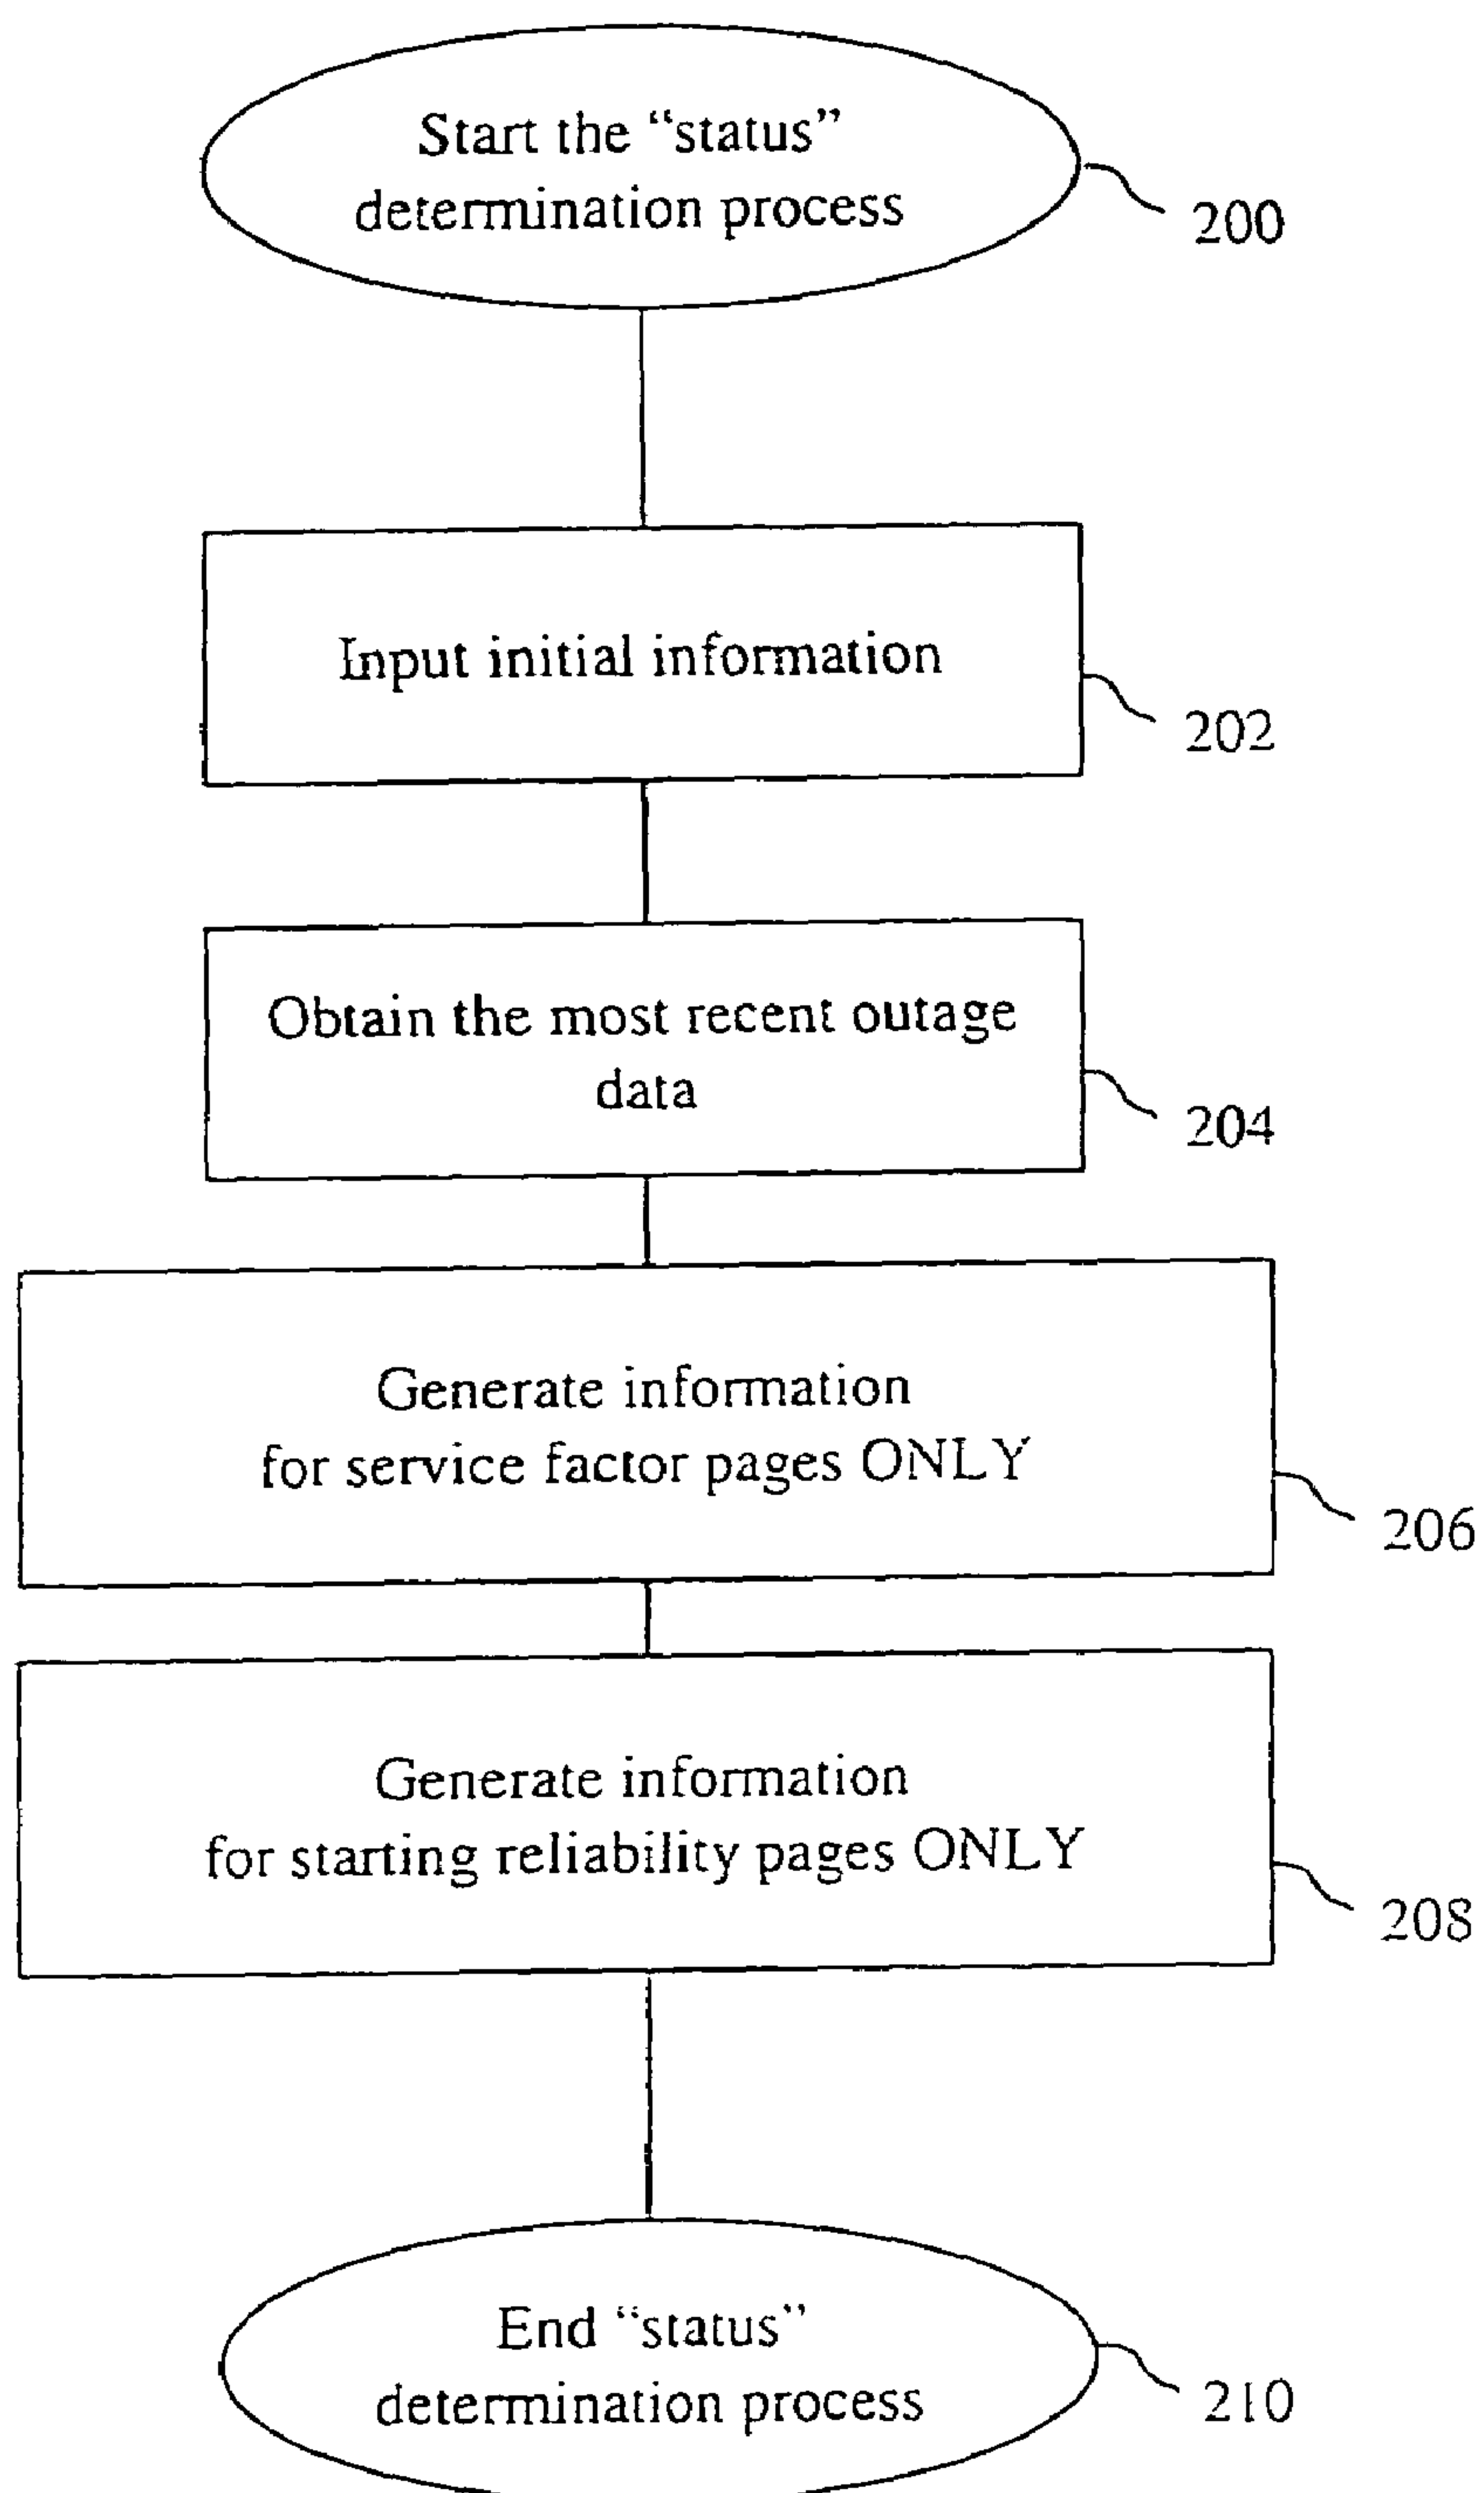 Start the “status”
determination process
200
Input initial information
202
Obtain the most recent outage
data
204
Generate information
for service factor pages ONLY
206
Generate information
for starting reliability pages ONLY
208
End “status”
determination process
210